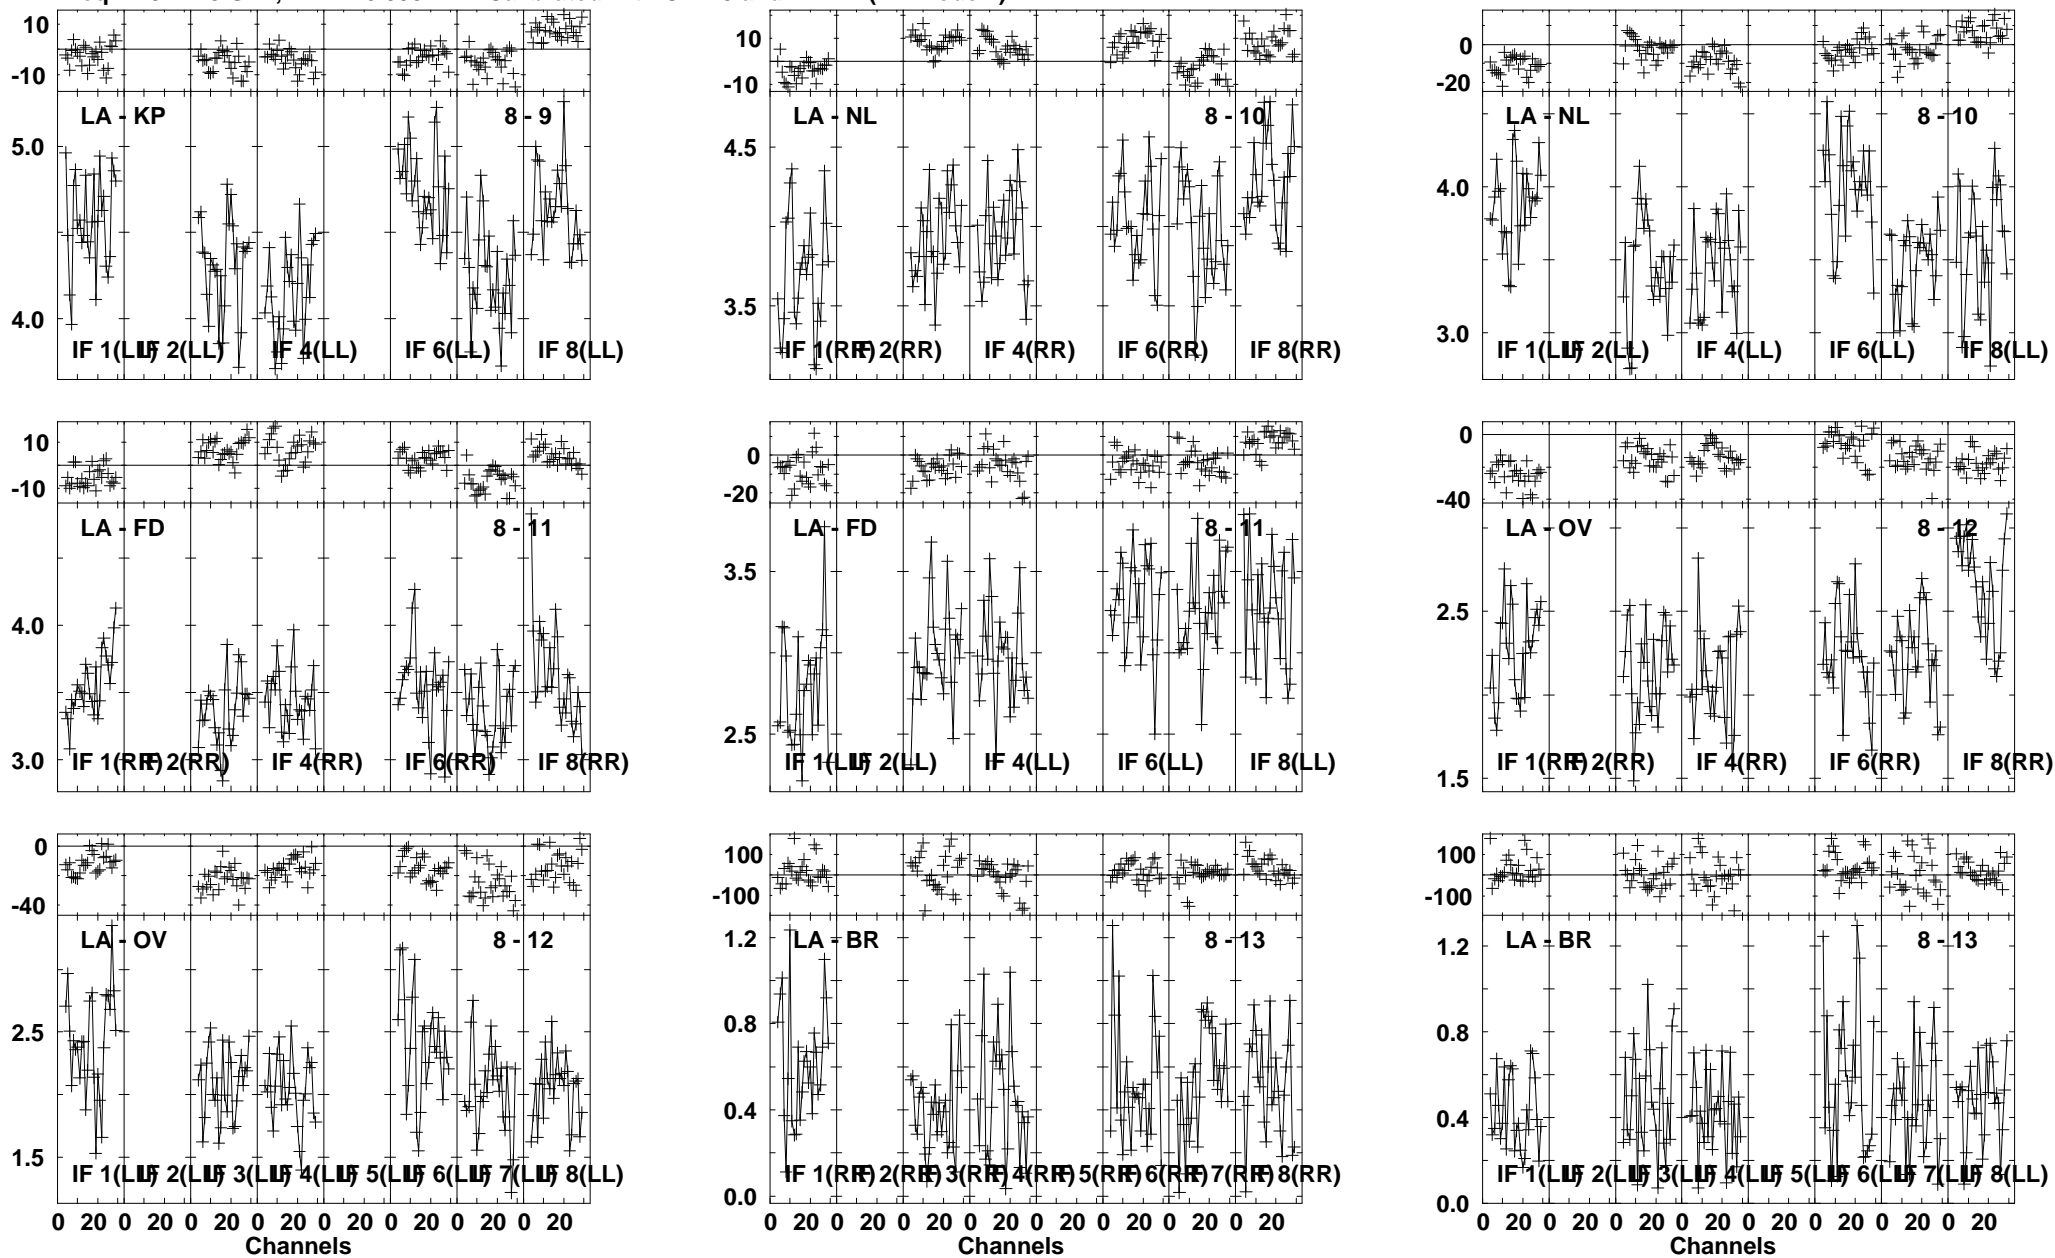 10
-10
LA - KP 8 - 9
5.0
4.0
IF 1(LL) IF 2(LL) IF 4(LL) IF 6(LL) IF 8(LL)
10
-10
LA - NL 8 - 10
4.5
3.5
IF 1(RR) IF 2(RR) IF 4(RR) IF 6(RR) IF 8(RR)
0
-20
LA - NL 8 - 10
4.0
3.0
IF 1(LL) IF 2(LL) IF 4(LL) IF 6(LL) IF 8(LL)
10
-10
LA - FD 8 - 11
4.0
3.0
IF 1(RR) IF 2(RR) IF 4(RR) IF 6(RR) IF 8(RR)
0
-20
LA - FD 8 - 11
3.5
2.5
IF 1(LL) IF 2(LL) IF 4(LL) IF 6(LL) IF 8(LL)
0
-40
LA - OV 8 - 12
2.5
1.5
IF 1(RR) IF 2(RR) IF 4(RR) IF 6(RR) IF 8(RR)
0
-40
LA - OV 8 - 12
2.5
1.5
IF 1(LL) IF 2(LL) IF 3(LL) IF 4(LL) IF 5(LL) IF 6(LL) IF 7(LL) IF 8(LL)
0 20 0 20 0 20 0 20 0 20 0 20 0 20 0 20
Channels
100
-100
LA - BR 8 - 13
1.2
0.8
0.4
0.0
IF 1(RR) IF 2(RR) IF 3(RR) IF 4(RR) IF 5(RR) IF 6(RR) IF 7(RR) IF 8(RR)
0 20 0 20 0 20 0 20 0 20 0 20 0 20 0 20
Channels
100
-100
LA - BR 8 - 13
1.2
0.8
0.4
0.0
IF 1(LL) IF 2(LL) IF 3(LL) IF 4(LL) IF 5(LL) IF 6(LL) IF 7(LL) IF 8(LL)
0 20 0 20 0 20 0 20 0 20 0 20 0 20 0 20
Channels